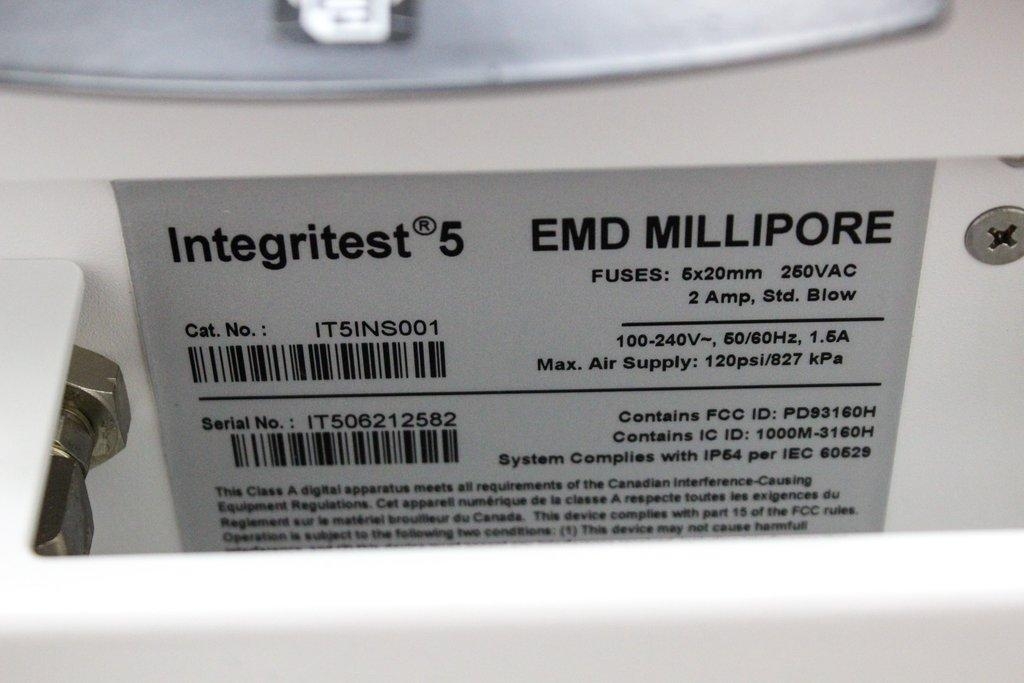 Integritest® 5
EMD MILLIPORE
FUSES: 5x20mm 250VAC
2 Amp, Std. Blow
Cat. No. : IT5INS001
100-240V~, 50/60Hz, 1.5A
Max. Air Supply: 120psi/827 kPa
Serial No. : IT506212582
Contains FCC ID: PD93160H
Contains IC ID: 1000M-3160H
System Complies with IP54 per IEC 60529
This Class A digital apparatus meets all requirements of the Canadian Interference-Causing
Equipment Regulations. Cet appareil numérique de la classe A respecte toutes les exigences du
Reglement sur le matériel brouilleur du Canada. This device complies with part 15 of the FCC rules.
Operation is subject to the following two conditions: (1) This device may not cause harmfull